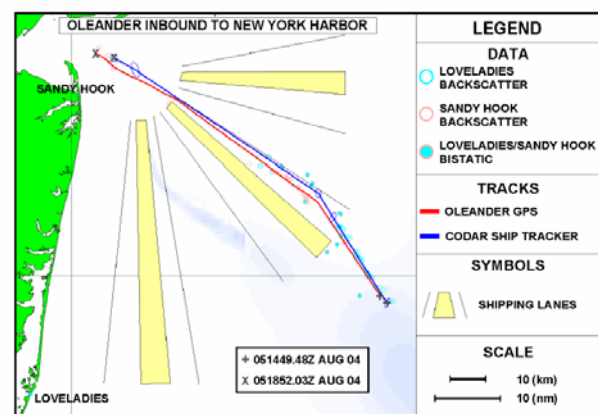 OLEANDER INBOUND TO NEW YORK HARBOR
SANDY HOOK
LOVELADIES
+ 051449.48Z AUG 04
X 051852.03Z AUG 04
LEGEND
DATA
LOVELADIES
BACKSCATTER
SANDY HOOK
BACKSCATTER
LOVELADIES/SANDY HOOK
BISTATIC
TRACKS
OLEANDER GPS
CODAR SHIP TRACKER
SYMBOLS
SHIPPING LANES
SCALE
10 (km)
10 (nm)